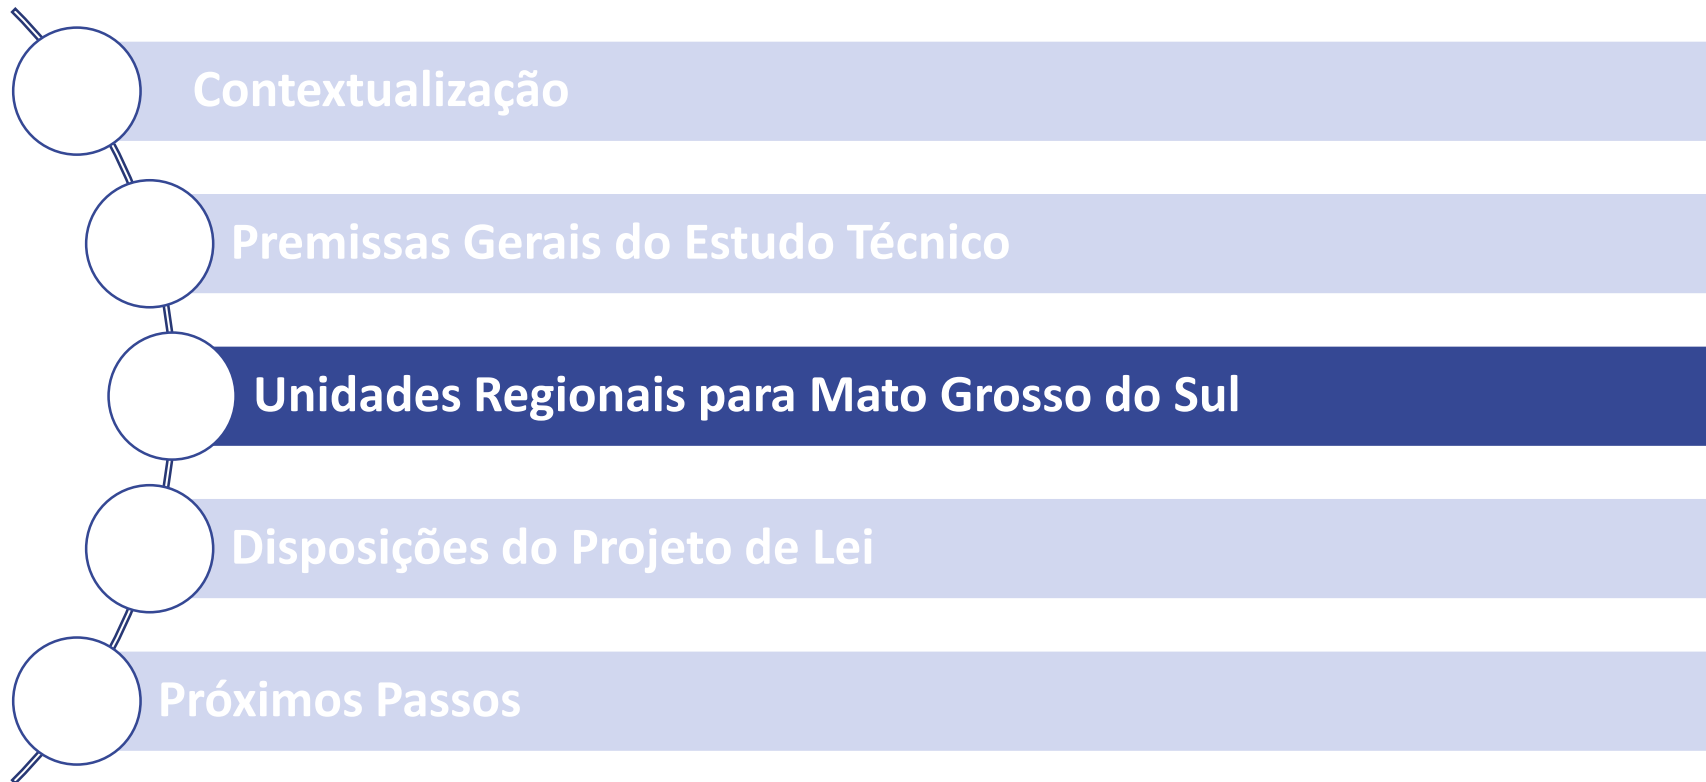 Contextualização
Premissas Gerais do Estudo Técnico
Unidades Regionais para Mato Grosso do Sul
Disposições do Projeto de Lei
Próximos Passos